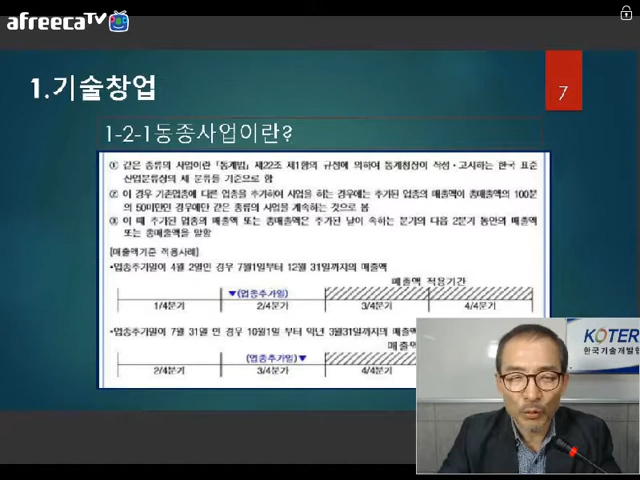 afreecaTV
1.기술창업
7
1-2-1동종사업이란?
① 같은 종류의 사업이란 「통계법」 제22조 제1항의 규정에 의하여 통계청장이 작성·고시하는 한국 표준
산업분류상의 세 분류를 기준으로 함
② 이 경우 기존업종에 다른 업종을 추가하여 사업을 하는 경우에는 추가된 업종의 매출액이 총매출액의 100분
의 50미만인 경우에만 같은 종류의 사업을 계속하는 것으로 봄
③ 이 때 추가된 업종의 매출액 또는 총매출액은 추가된 날이 속하는 분기의 다음 2분기 동안의 매출액
또는 총매출액을 말함
[매출액기준 적용사례]
•업종추가일이 4월 2일인 경우 7월1일부터 12월 31일까지의 매출액
매출액 적용기간
▼(업종추가일)
1/4분기 2/4분기 3/4분기 4/4분기
•업종추가일이 7월 31일 인 경우 10월1일 부터 익년 3월31일까지의 매출액
매출
(업종추가일)▼
2/4분기 3/4분기 4/4분기
KOTER
한국기술개발협